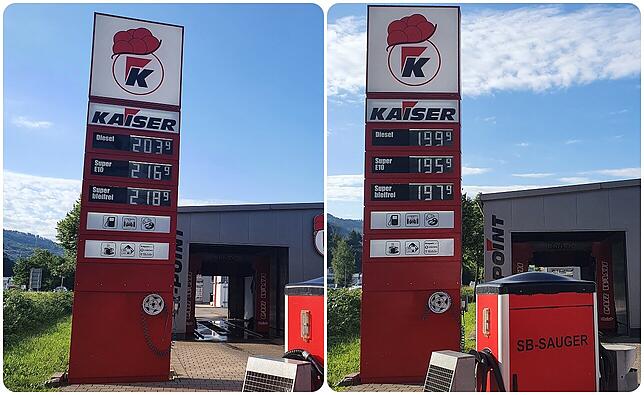 K
KAISER
Diesel 203⁹
Super
E10 216⁹
Super
bleifrei 218⁹
POINT
K
KAISER
Diesel 199⁹
Super
E10 195⁹
Super
bleifrei 197⁹
POINT
SB-SAUGER